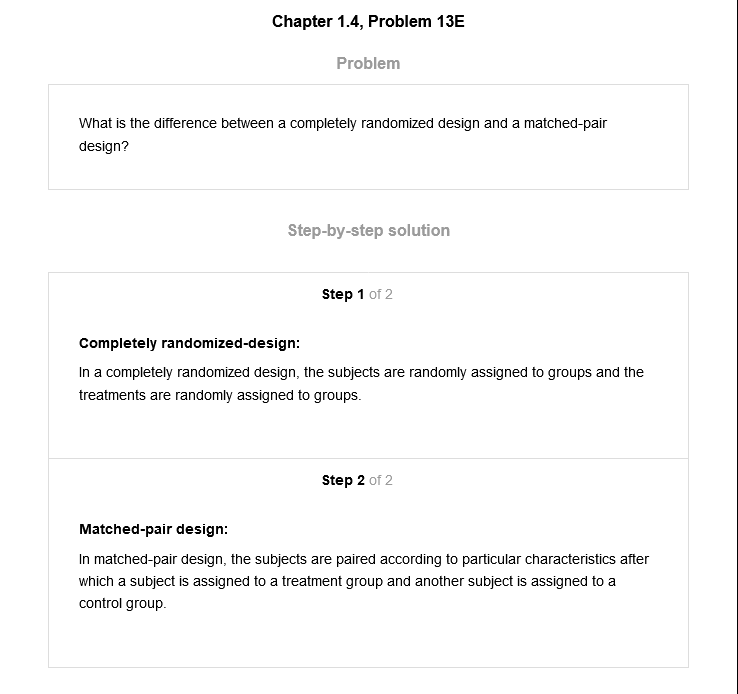 Chapter 1.4, Problem 13E
Problem
What is the difference between a completely randomized design and a matched-pair
design?
Step-by-step solution
Step 1 of 2
Completely randomized-design:
In a completely randomized design, the subjects are randomly assigned to groups and the
treatments are randomly assigned to groups.
Step 2 of 2
Matched-pair design:
In matched-pair design, the subjects are paired according to particular characteristics after
which a subject is assigned to a treatment group and another subject is assigned to a
control group.